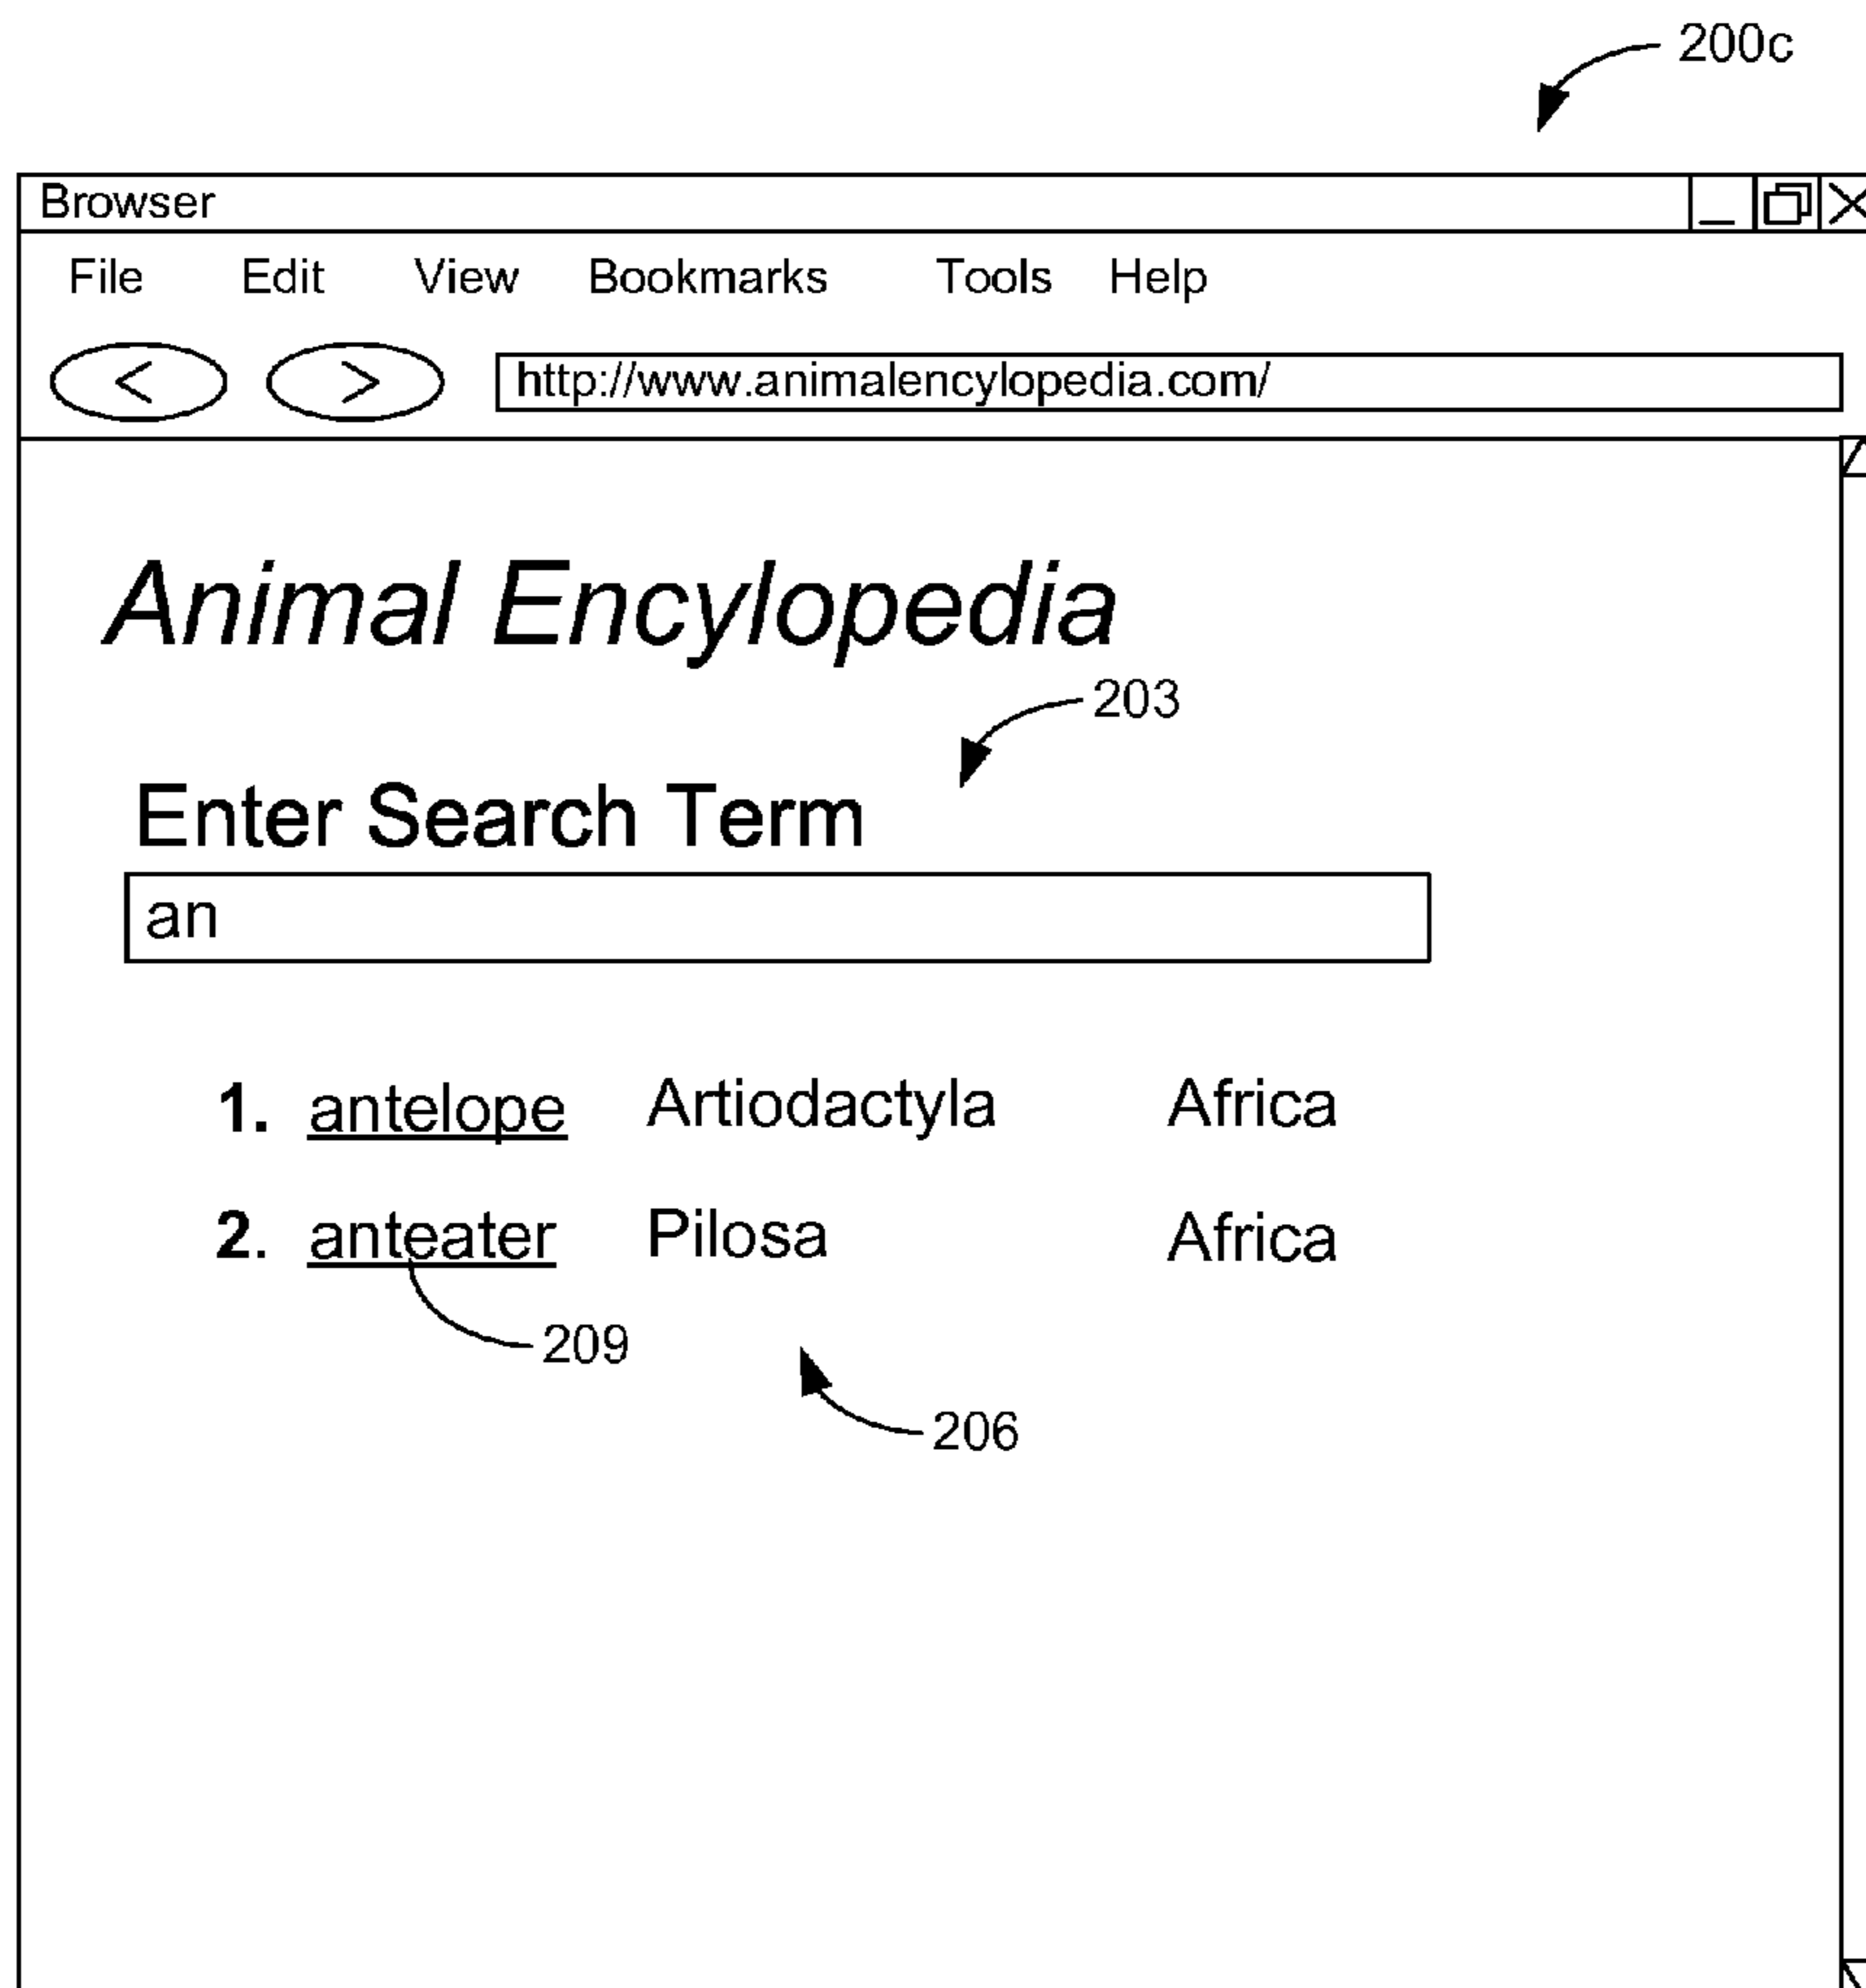 200c
Browser
File Edit View Bookmarks Tools Help
< > http://www.animalencylopedia.com/
Animal Encylopedia
203
Enter Search Term
an
1. antelope Artiodactyla Africa
2. anteater Pilosa Africa
209
206